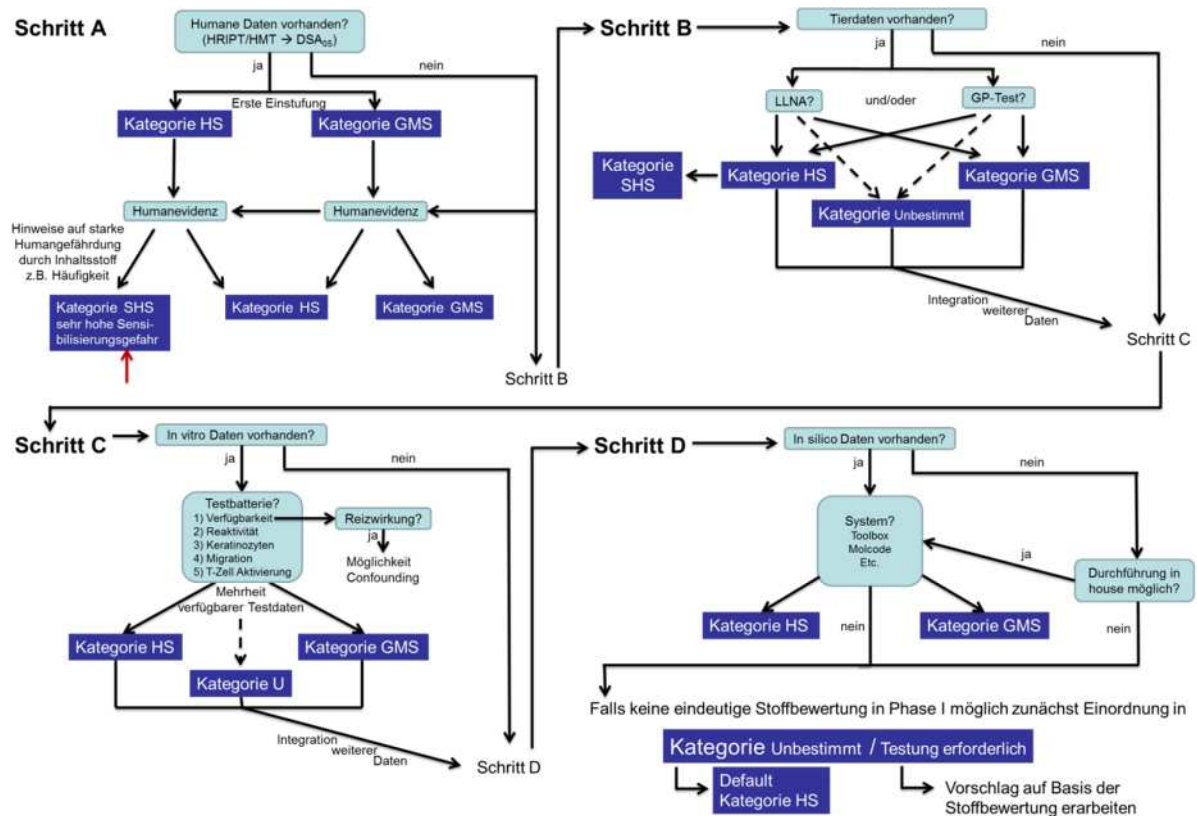 Schritt A
Humane Daten vorhanden?
(HRIPT/HMT → DSA05)
ja
nein
Erste Einstufung
Kategorie HS
Kategorie GMS
Humanevidenz
Humanevidenz
Hinweise auf starke
Humangefährdung
durch Inhaltsstoff
z.B. Häufigkeit
Kategorie SHS
sehr hohe Sensi-
bilisierungsgefahr
Kategorie HS
Kategorie GMS
Schritt B
Schritt B
Tierdaten vorhanden?
ja
nein
LLNA?
und/oder
GP-Test?
Kategorie
SHS
Kategorie HS
Kategorie GMS
Kategorie Unbestimmt
Integration
weiterer
Daten
Schritt C
Schritt C
In vitro Daten vorhanden?
ja
nein
Testbatterie?
1) Verfügbarkeit
2) Reaktivität
3) Keratinozyten
4) Migration
5) T-Zell Aktivierung
Reizwirkung?
ja
Möglichkeit
Confounding
Mehrheit
verfügbarer Testdaten
Kategorie HS
Kategorie GMS
Kategorie U
Integration
weiterer
Daten
Schritt D
Schritt D
In silico Daten vorhanden?
ja
nein
System?
Toolbox
Molcode
Etc.
ja
Durchführung in
house möglich?
Kategorie HS
Kategorie GMS
nein
nein
Falls keine eindeutige Stoffbewertung in Phase I möglich zunächst Einordnung in
Kategorie Unbestimmt / Testung erforderlich
Default
Kategorie HS
Vorschlag auf Basis der
Stoffbewertung erarbeiten